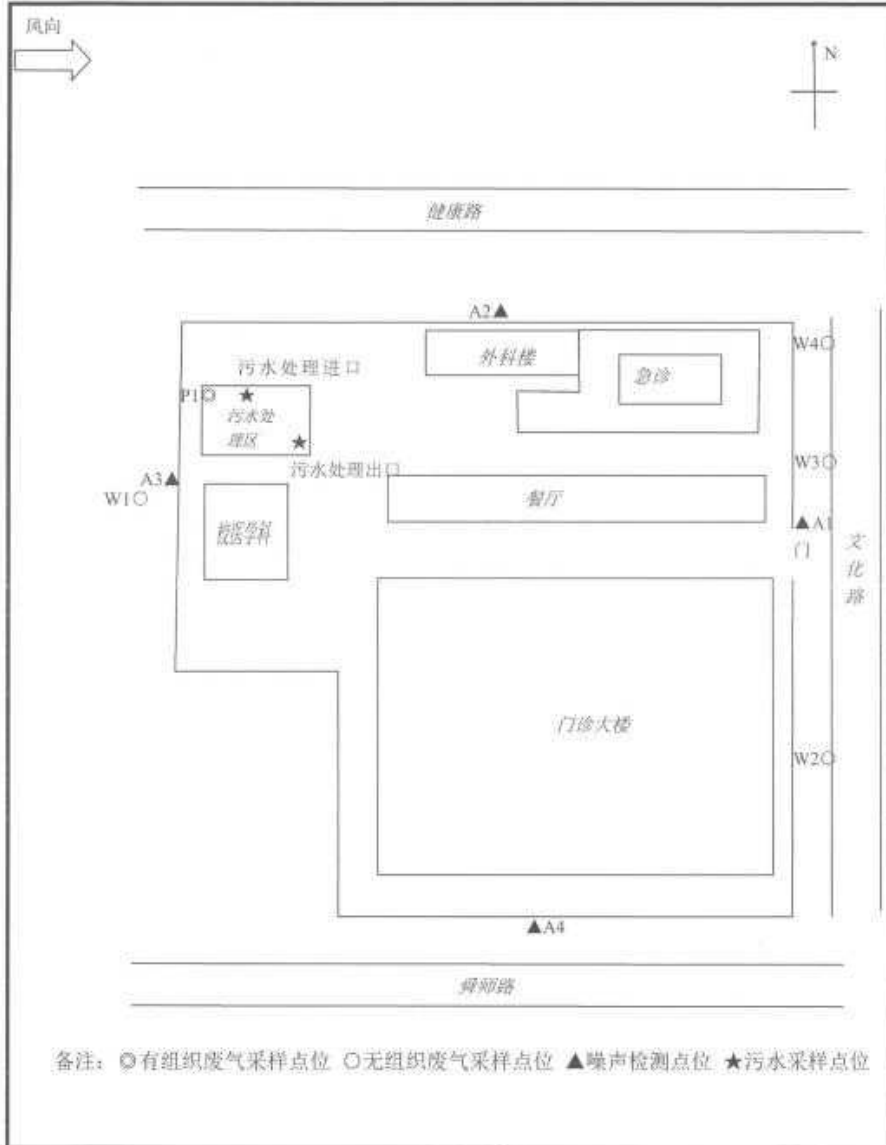 风向
N
健康路
A2▲
W4○
外科楼
急诊
污水处理进口
P1◎ ★
污水处
理区 ★
W3○
污水处理出口
A3▲
W1○
餐厅
▲A1
门
文化路
门诊大楼
W2○
▲A4
舜师路
备注：◎有组织废气采样点位 ○无组织废气采样点位 ▲噪声检测点位 ★污水采样点位